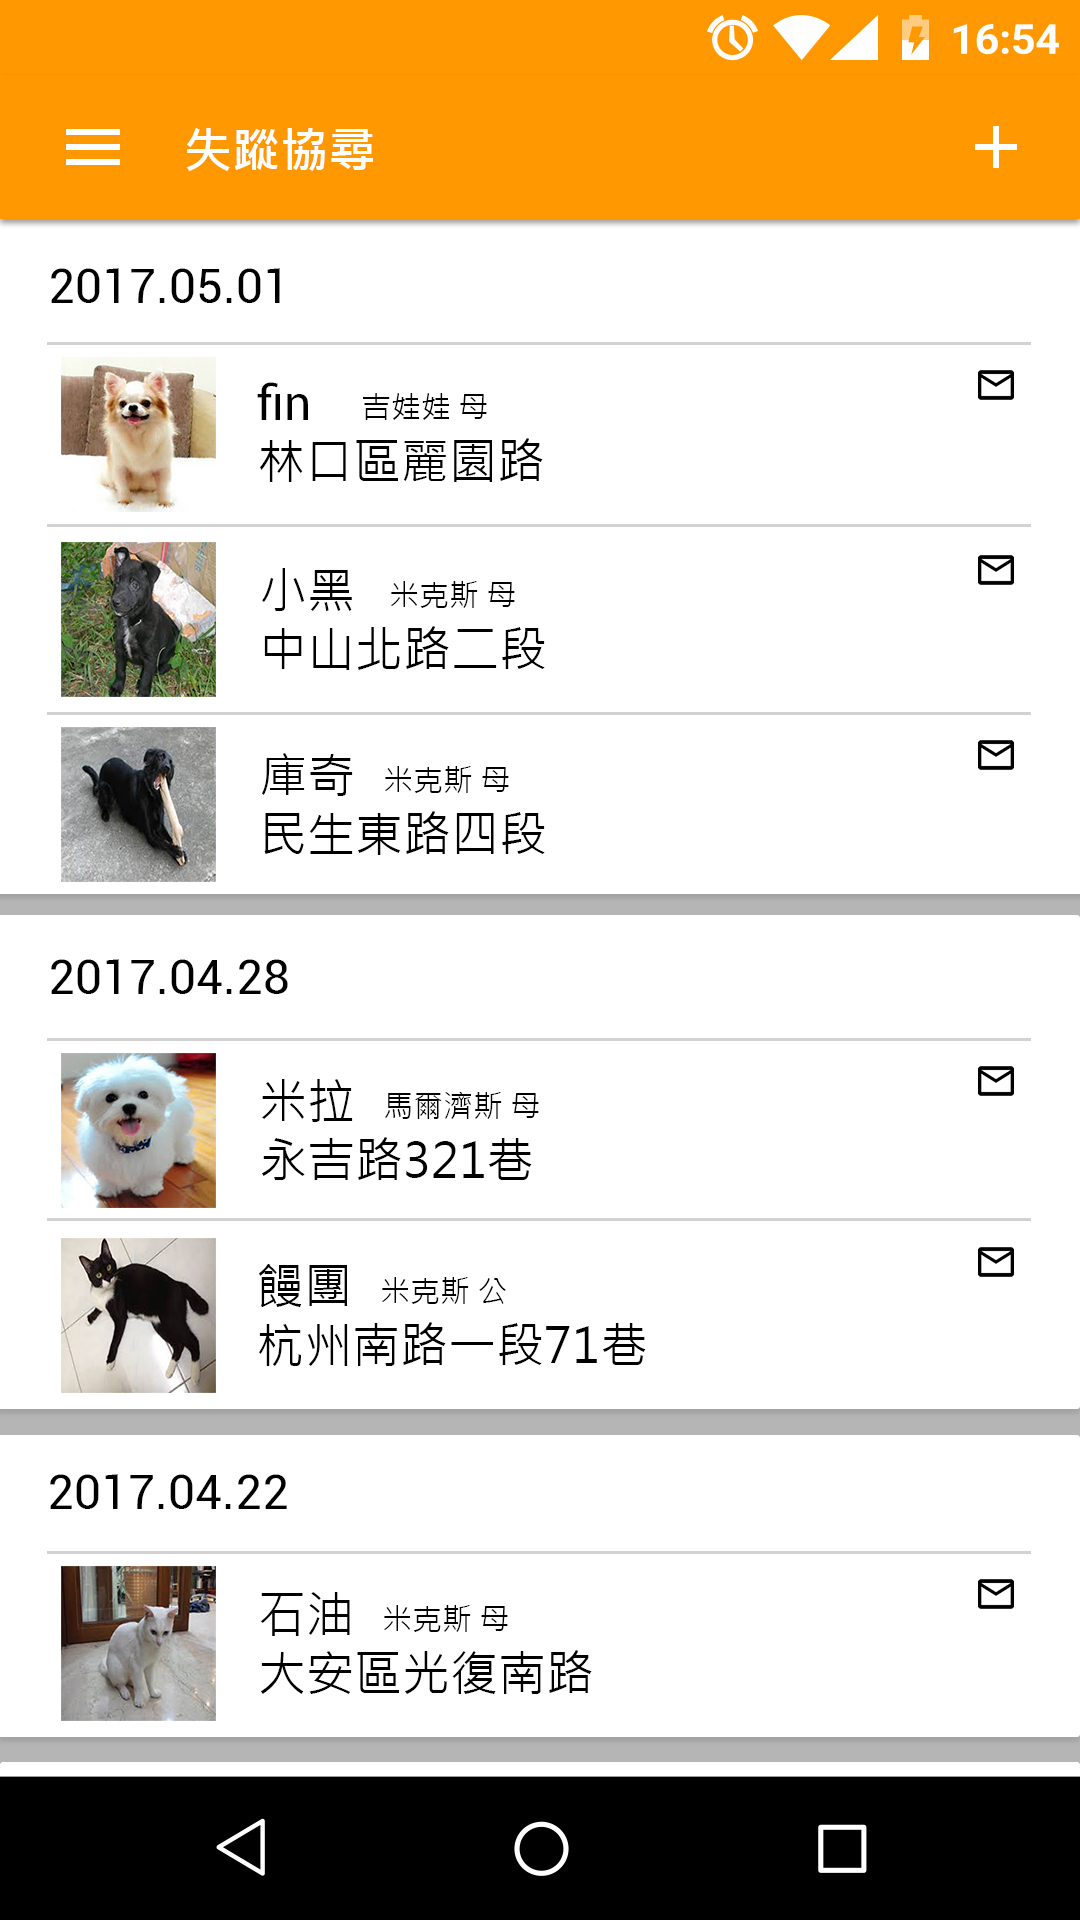 16:54
失蹤協尋
2017.05.01
fin 吉娃娃 母
林口區麗園路
小黑 米克斯 母
中山北路二段
庫奇 米克斯 母
民生東路四段
2017.04.28
米拉 馬爾濟斯 母
永吉路321巷
饅團 米克斯 公
杭州南路一段71巷
2017.04.22
石油 米克斯 母
大安區光復南路